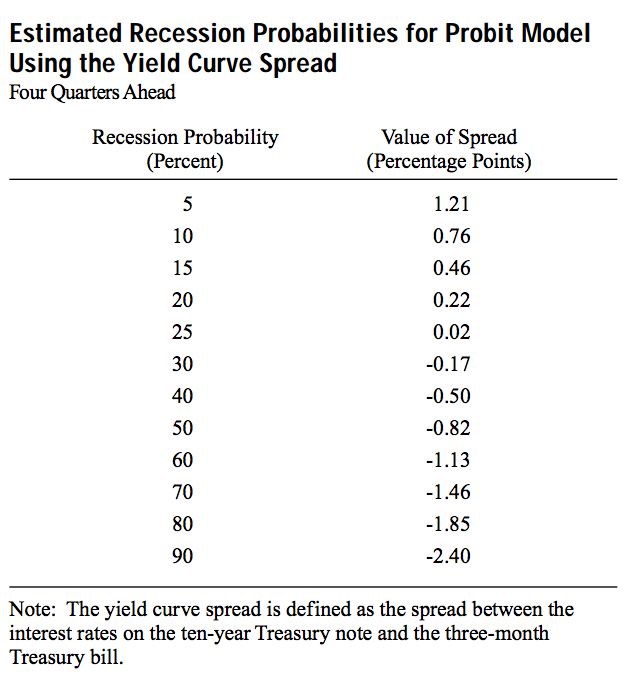 Estimated Recession Probabilities for Probit Model
Using the Yield Curve Spread
Four Quarters Ahead
Recession Probability Value of Spread
(Percent) (Percentage Points)
5 1.21
10 0.76
15 0.46
20 0.22
25 0.02
30 -0.17
40 -0.50
50 -0.82
60 -1.13
70 -1.46
80 -1.85
90 -2.40
Note: The yield curve spread is defined as the spread between the
interest rates on the ten-year Treasury note and the three-month
Treasury bill.